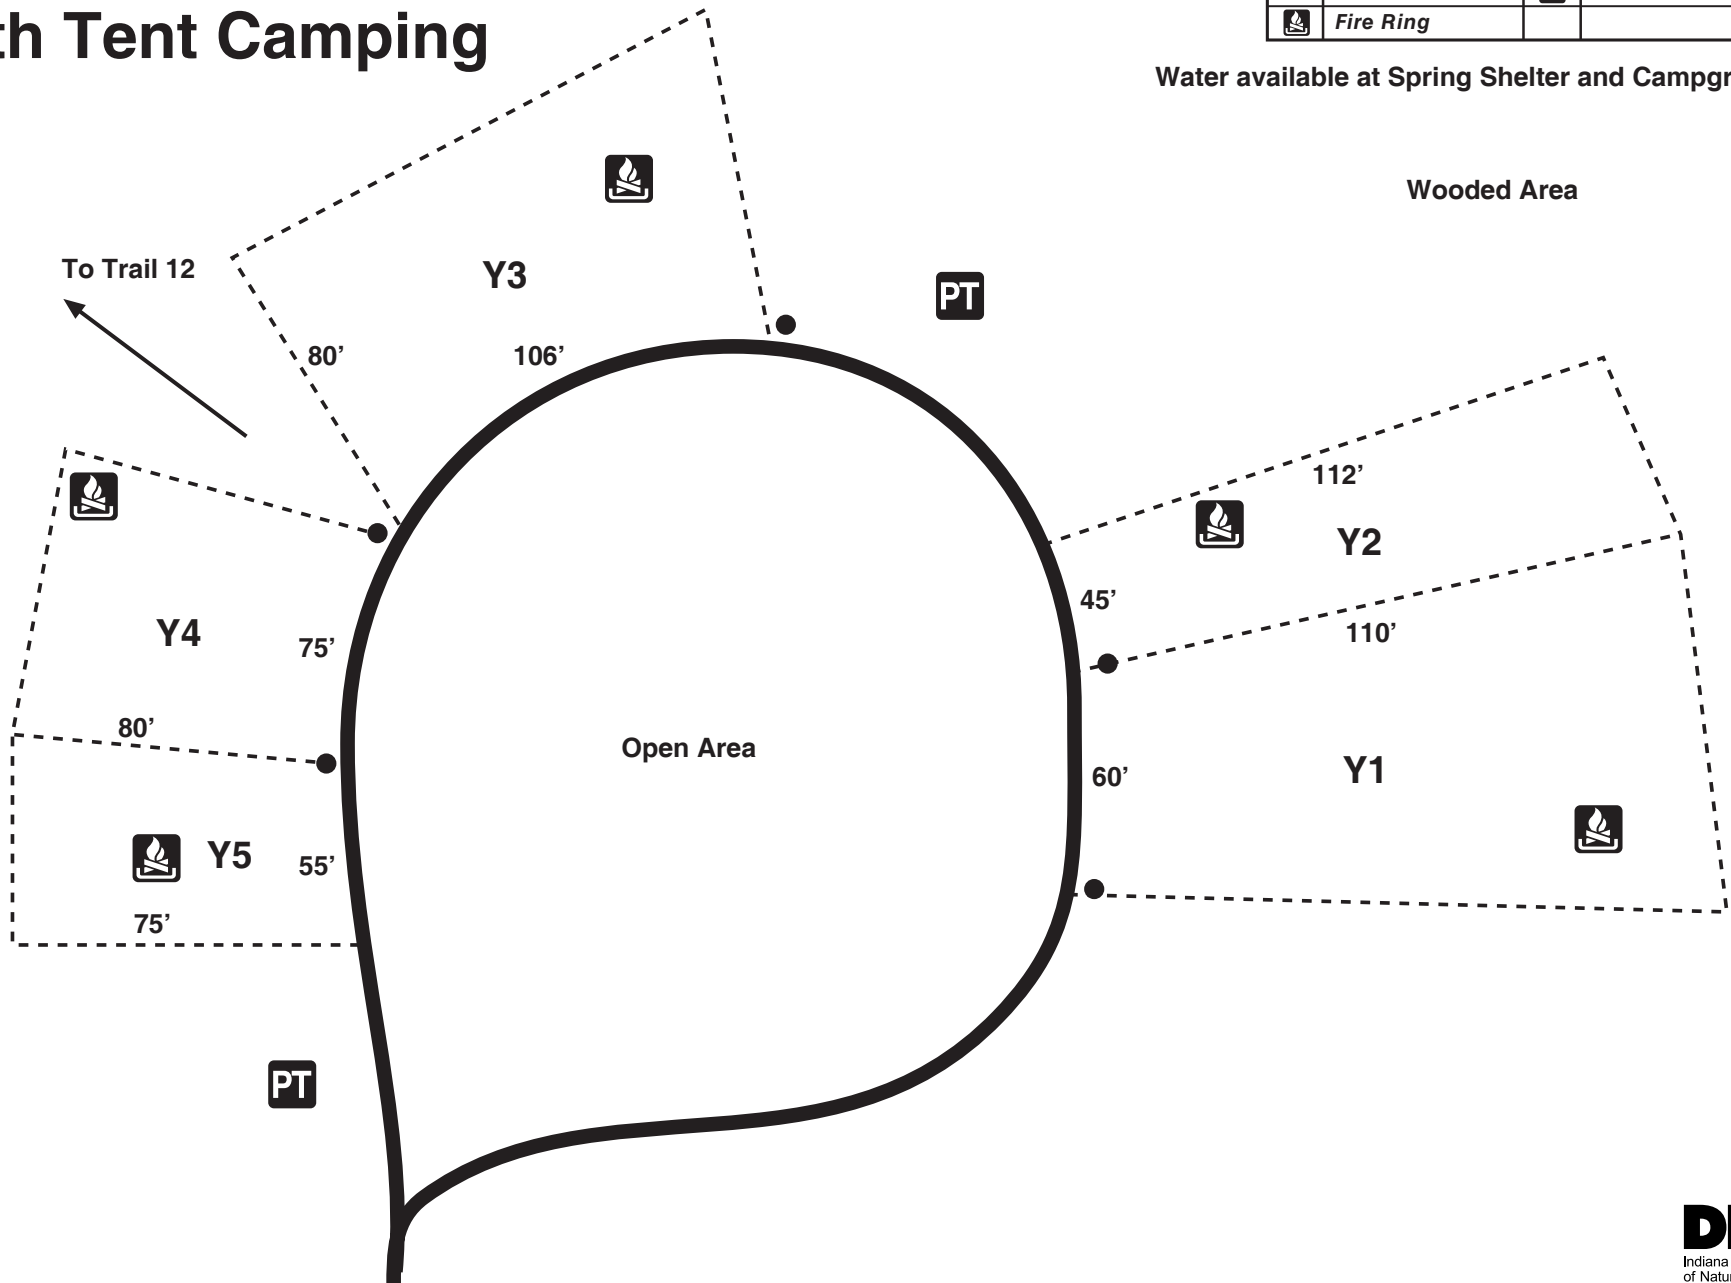 th Tent Camping
Fire Ring
Water available at Spring Shelter and Campgr
Wooded Area
To Trail 12
Y3
PT
80’
106’
112’
Y2
45’
110’
Y4
75’
80’
Open Area
60’
Y1
Y5
55’
75’
PT
D
Indiana
of Natu